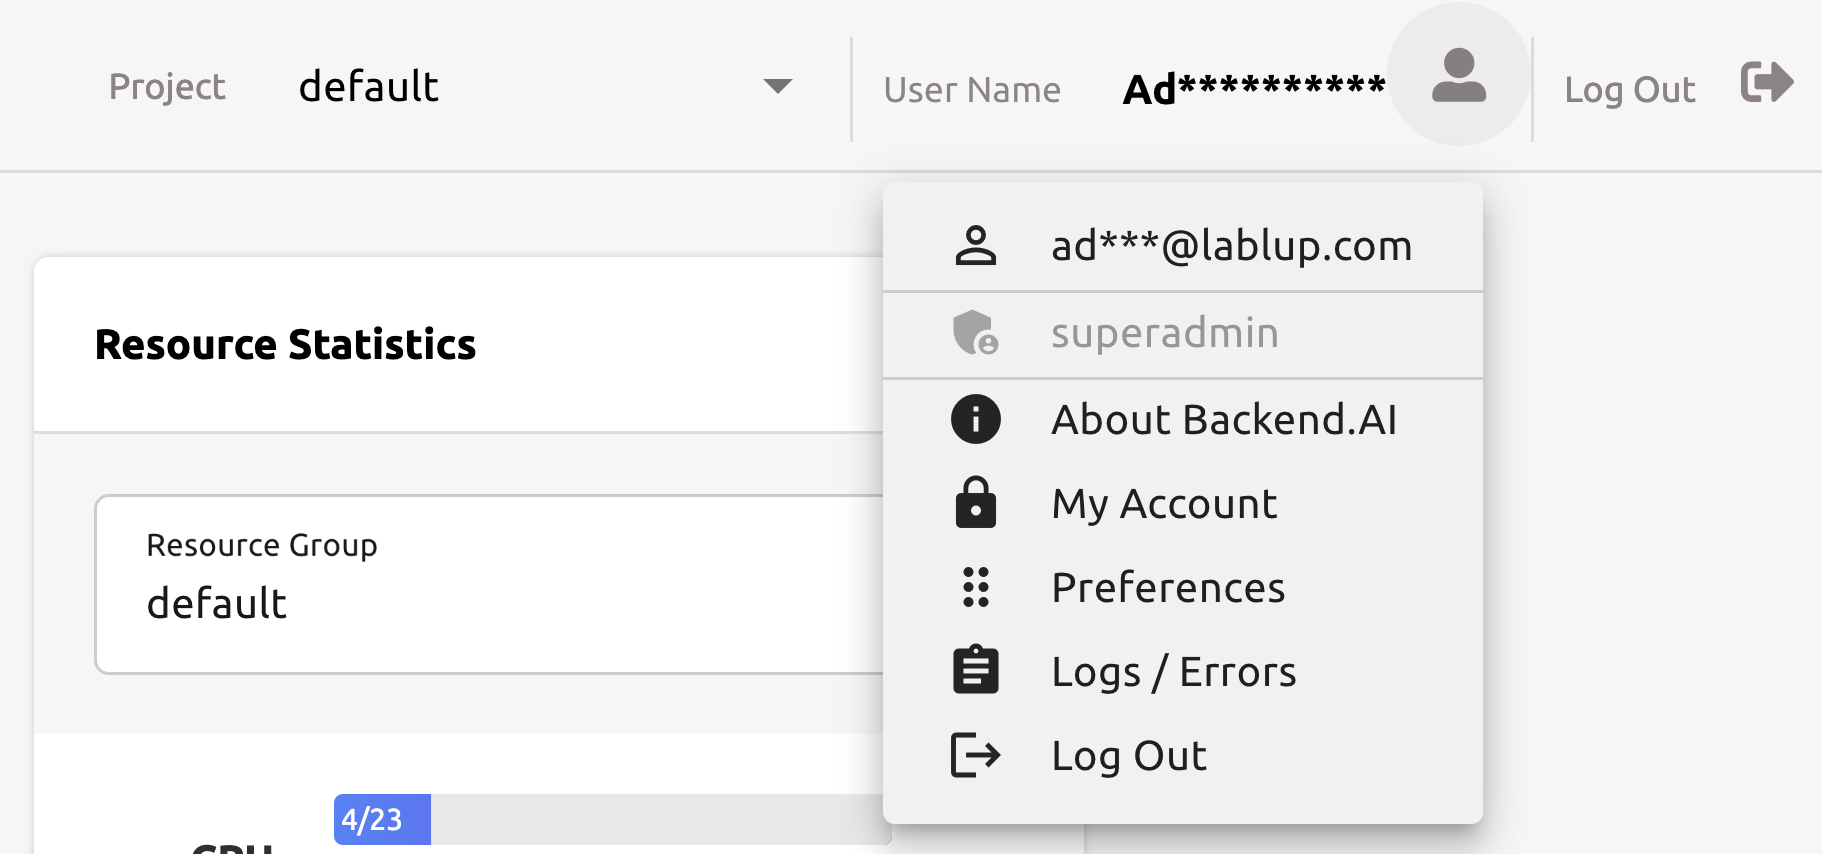 Project default User Name Ad********** Log Out
ad***@lablup.com
superadmin
About Backend.AI
My Account
Preferences
Logs / Errors
Log Out
Resource Statistics
Resource Group
default
4/23
CPU